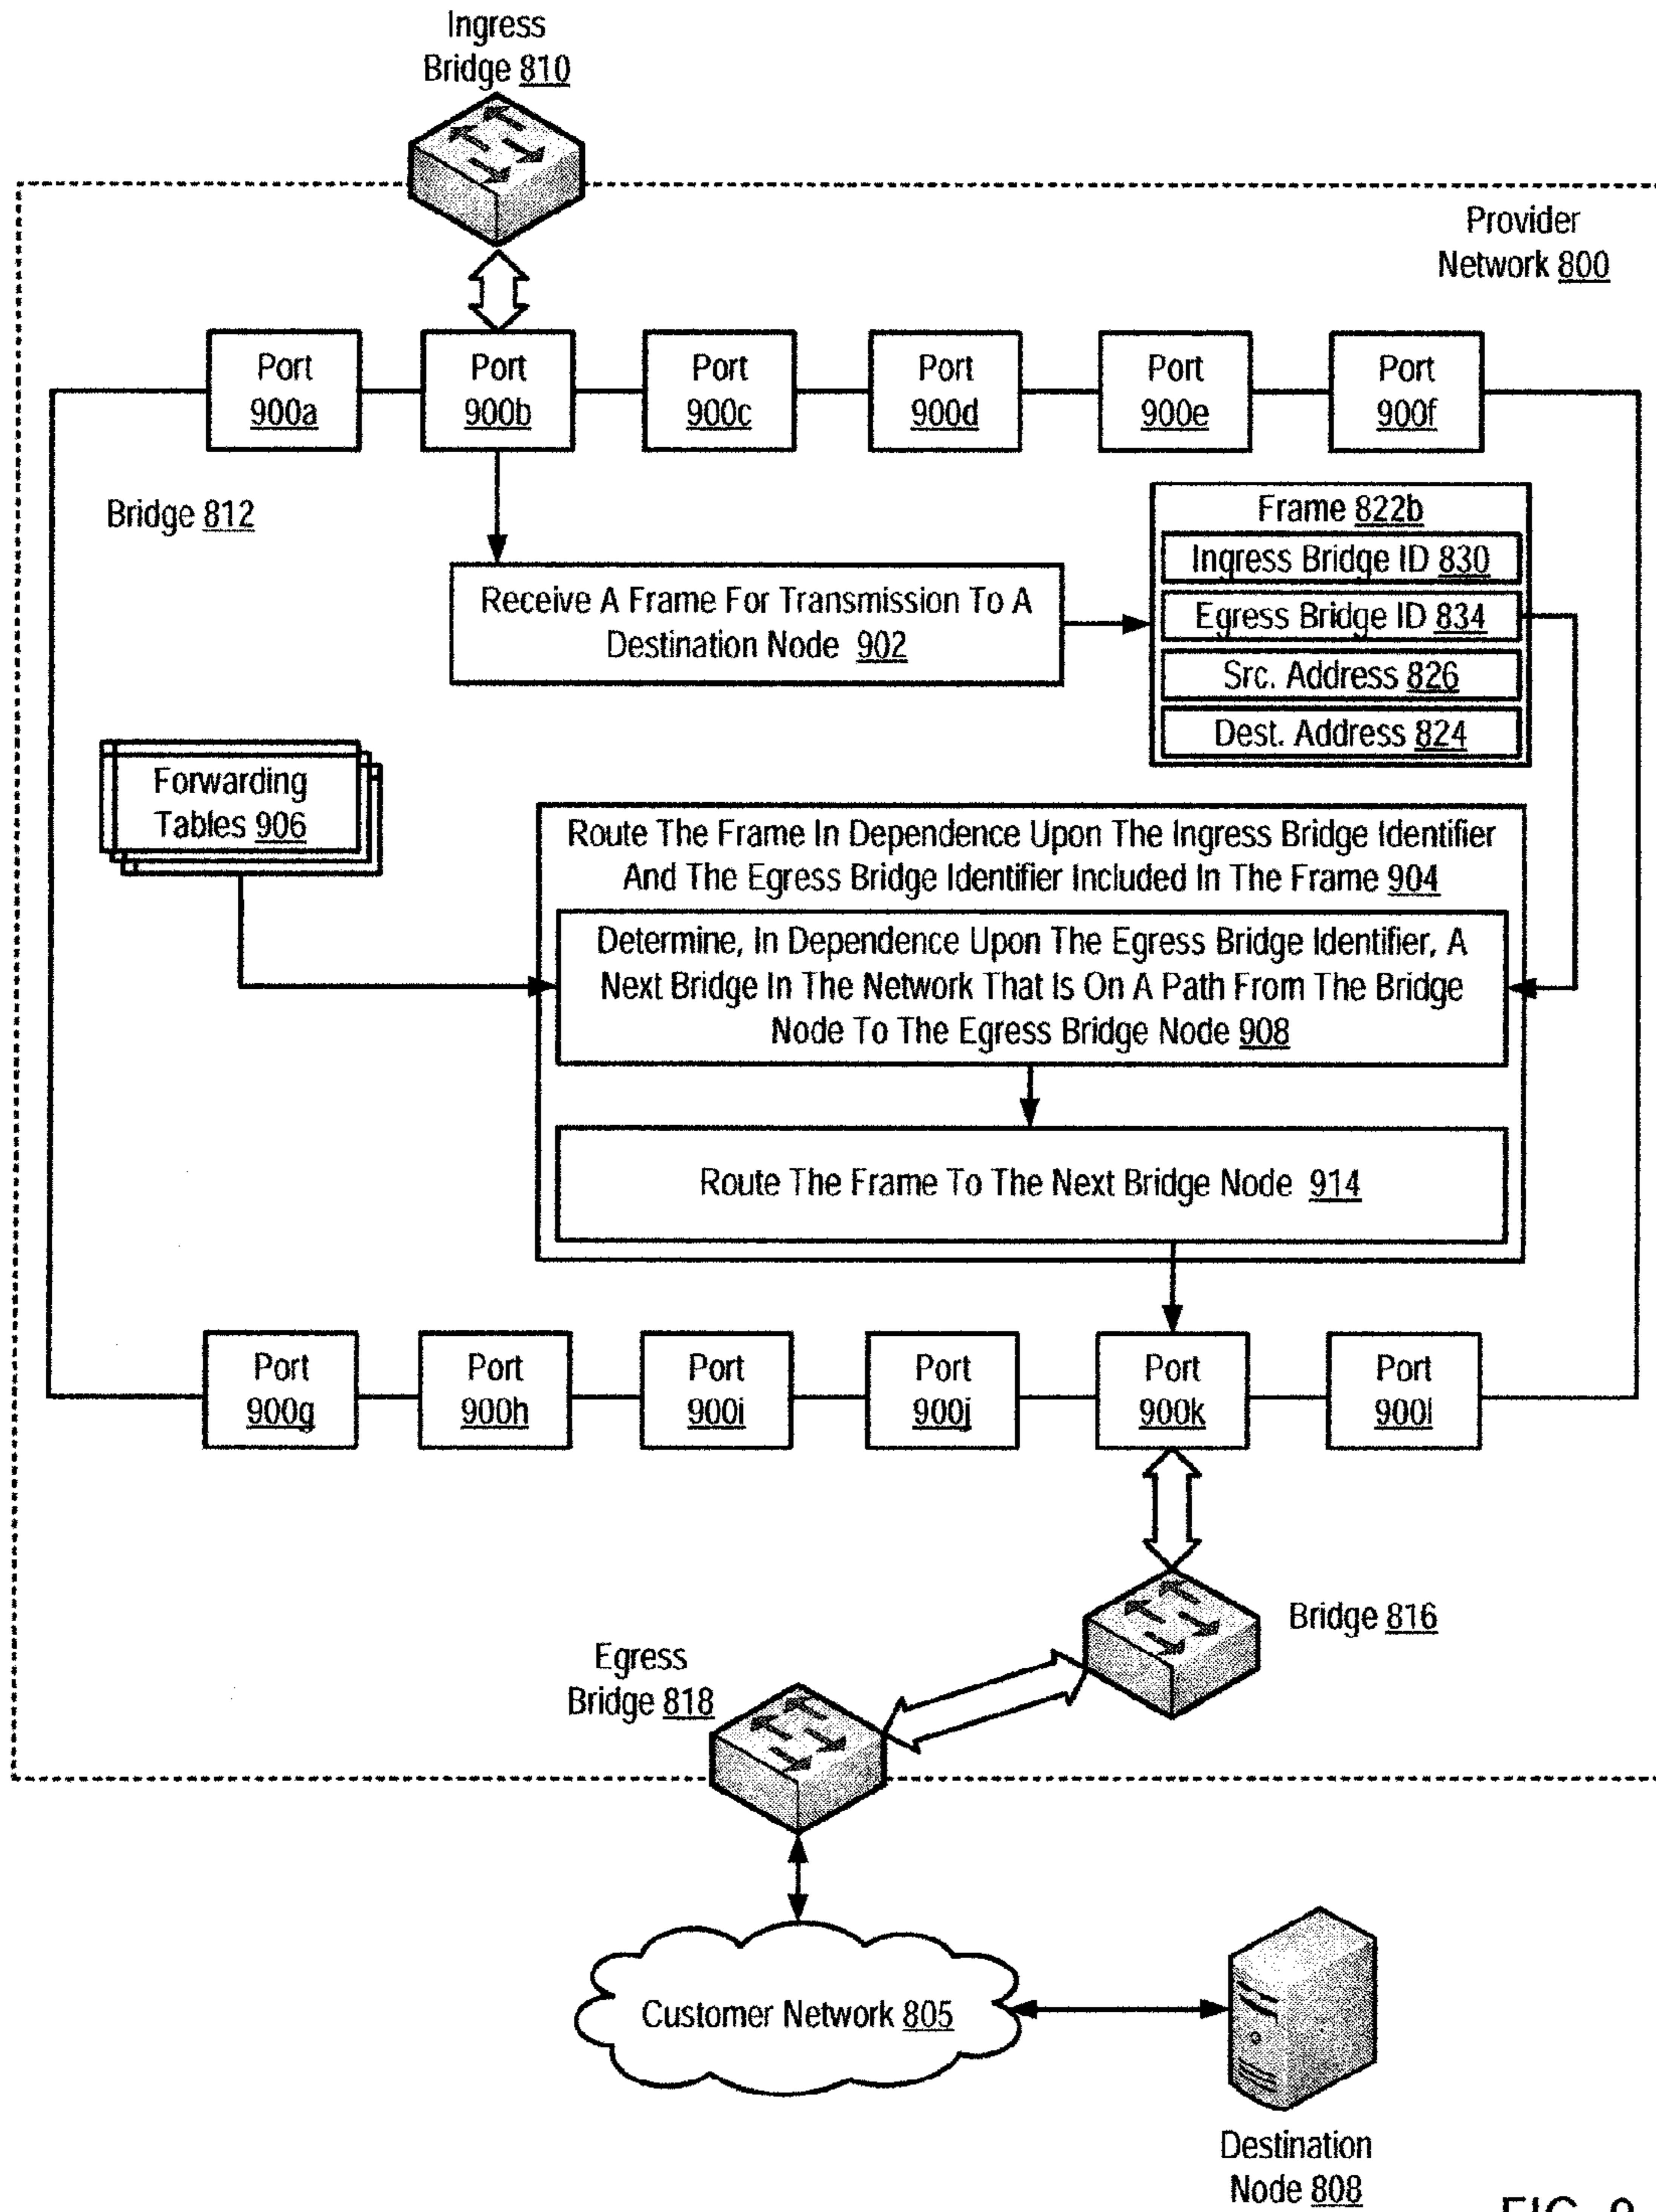 Ingress
Bridge 810
Provider
Network 800
Port
900a
Port
900b
Port
900c
Port
900d
Port
900e
Port
900f
Bridge 812
Frame 822b
Ingress Bridge ID 830
Egress Bridge ID 834
Src. Address 826
Dest. Address 824
Receive A Frame For Transmission To A
Destination Node 902
Forwarding
Tables 906
Route The Frame In Dependence Upon The Ingress Bridge Identifier
And The Egress Bridge Identifier Included In The Frame 904
Determine, In Dependence Upon The Egress Bridge Identifier, A
Next Bridge In The Network That Is On A Path From The Bridge
Node To The Egress Bridge Node 908
Route The Frame To The Next Bridge Node 914
Port
900g
Port
900h
Port
900i
Port
900j
Port
900k
Port
900l
Bridge 816
Egress
Bridge 818
Customer Network 805
Destination
Node 808
FIG. 9